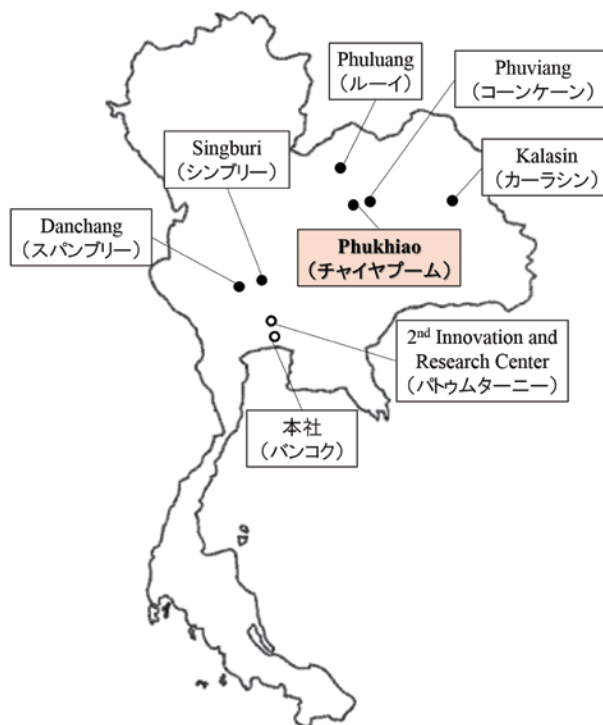 Phuluang
(ルーイ)
Phuviang
(コーンケーン)
Singburi
(シンブリー)
Kalasin
(カーラシン)
Danchang
(スパンブリー)
Phukhiao
(チャイヤプーム)
2nd Innovation and
Research Center
(パトゥムターニー)
本社
(バンコク)